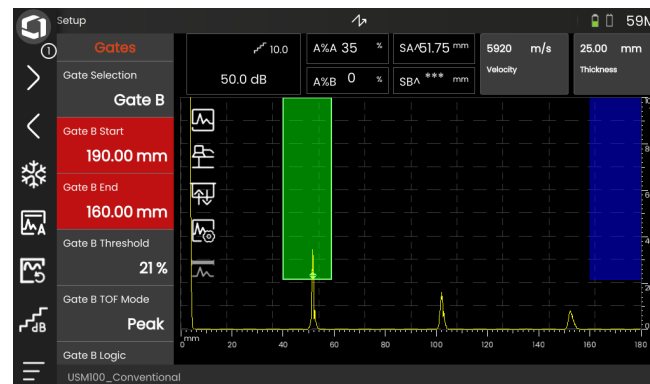 Setup
59M
1
Gates
Gate Selection
Gate B
Gate B Start
190.00 mm
Gate B End
160.00 mm
Gate B Threshold
21 %
Gate B TOF Mode
Peak
Gate B Logic
10.0
50.0 dB
A%A 35 %
A%B 0 %
SA^51.75 mm
SB^ *** mm
5920 m/s
Velocity
25.00 mm
Thickness
A
dB
mm 20 40 60 80 100 120 140 160 180
USM100_Conventional